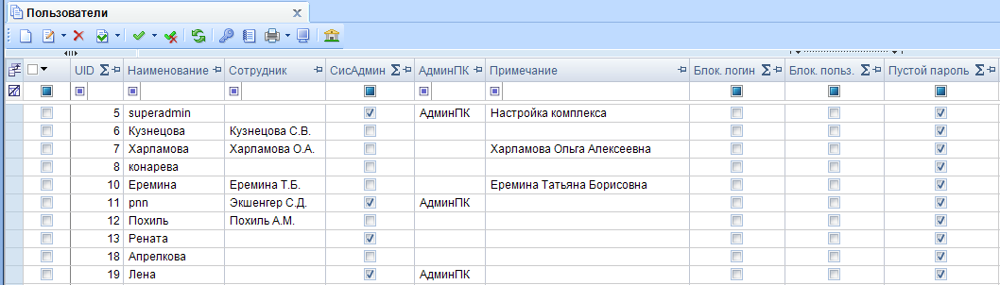 Пользователи
UID Наименование Сотрудник СисАдмин АдминПК Примечание Блок. логин Блок. польз. Пустой пароль
5 superadmin АдминПК Настройка комплекса
6 Кузнецова Кузнецова С.В.
7 Харламова Харламова О.А. Харламова Ольга Алексеевна
8 конарева
10 Еремина Еремина Т.Б. Еремина Татьяна Борисовна
11 pnn Экшенгер С.Д. АдминПК
12 Похиль Похиль А.М.
13 Рената
18 Апрелкова
19 Лена АдминПК